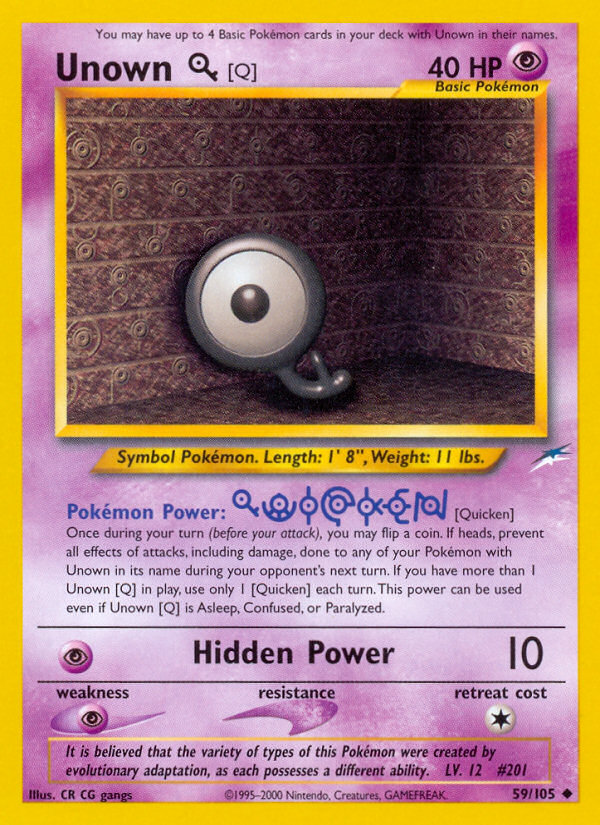 You may have up to 4 Basic Pokémon cards in your deck with Unown in their names.
Unown [Q] 40 HP
Basic Pokémon
Symbol Pokémon. Length: 1' 8", Weight: 11 lbs.
Pokémon Power: QUICKEN [Quicken]
Once during your turn (before your attack), you may flip a coin. If heads, prevent
all effects of attacks, including damage, done to any of your Pokémon with
Unown in its name during your opponent's next turn. If you have more than 1
Unown [Q] in play, use only 1 [Quicken] each turn. This power can be used
even if Unown [Q] is Asleep, Confused, or Paralyzed.
Hidden Power 10
weakness resistance retreat cost
It is believed that the variety of types of this Pokémon were created by
evolutionary adaptation, as each possesses a different ability. LV. 12 #201
Illus. CR CG gangs ©1995–2000 Nintendo, Creatures, GAMEFREAK. 59/105